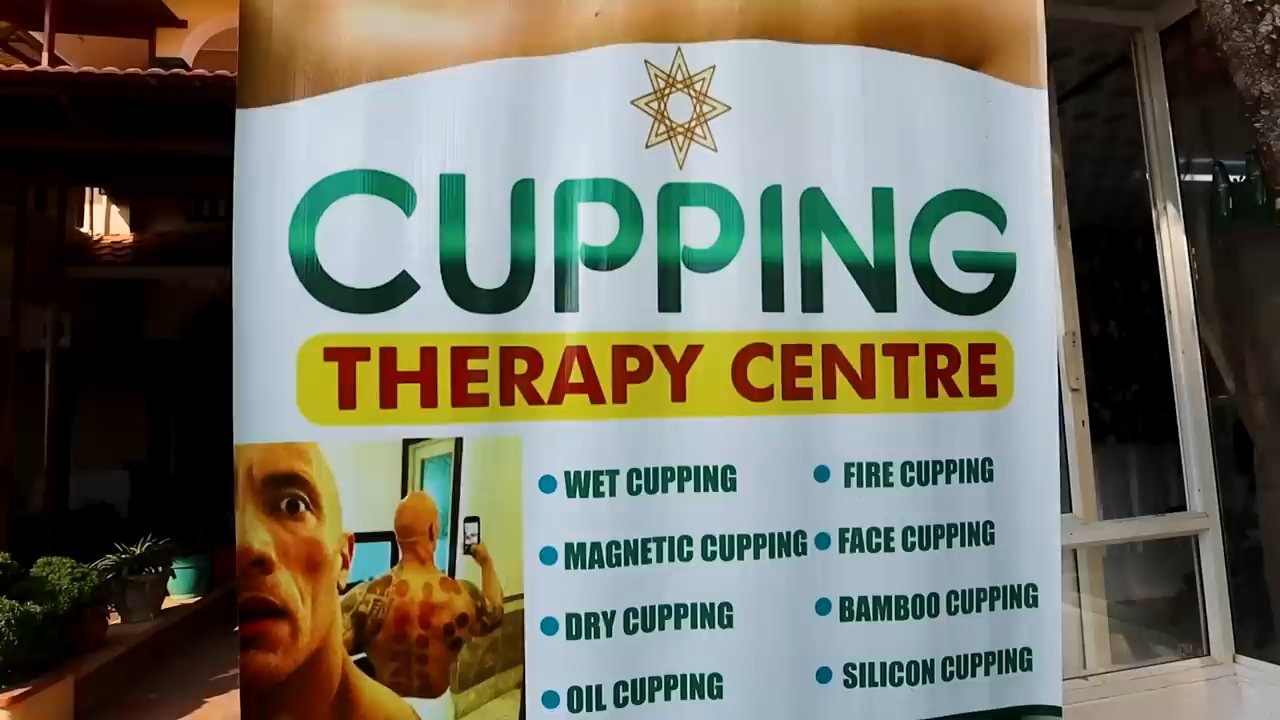 CUPPING
THERAPY CENTRE
WET CUPPING
FIRE CUPPING
MAGNETIC CUPPING
FACE CUPPING
DRY CUPPING
BAMBOO CUPPING
OIL CUPPING
SILICON CUPPING